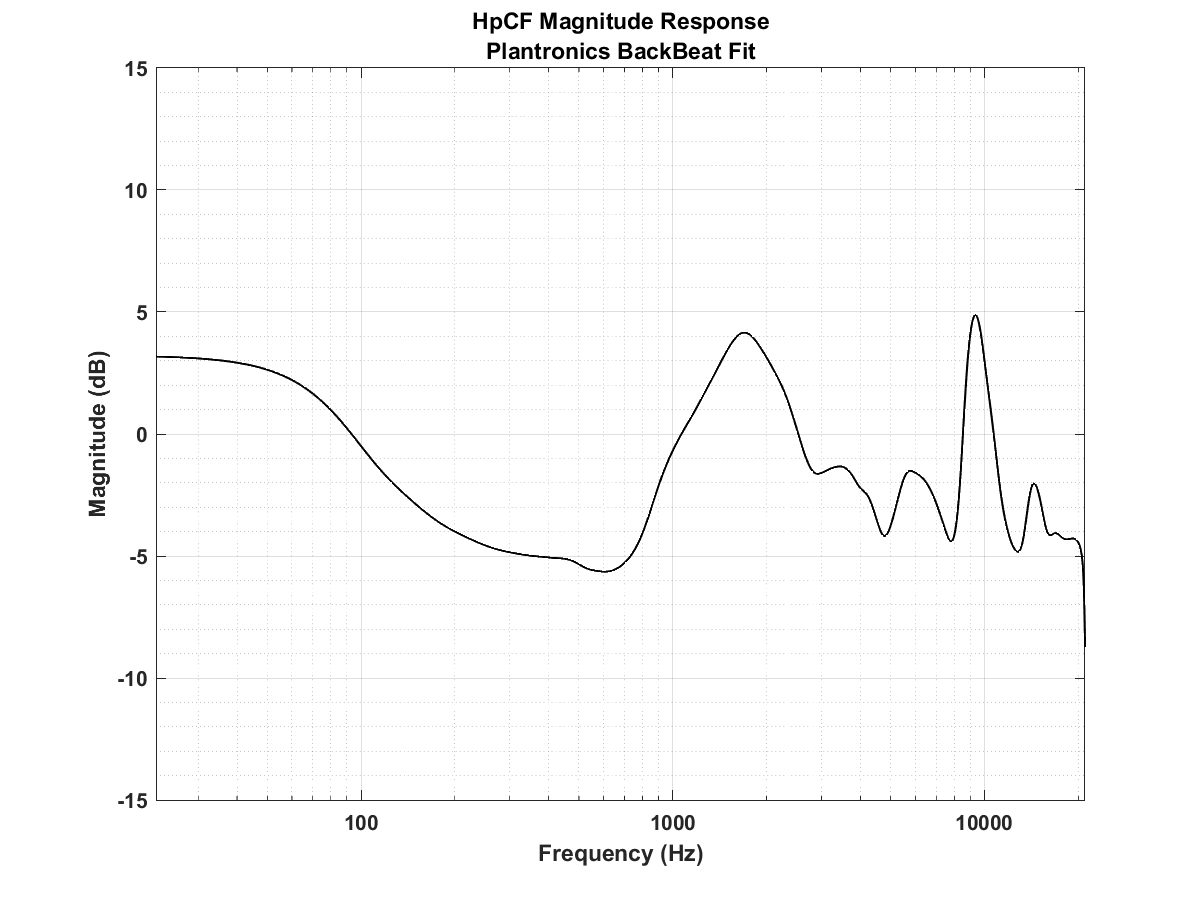 HpCF Magnitude Response
Plantronics BackBeat Fit
15
10
5
0
-5
-10
-15
Magnitude (dB)
100
1000
10000
Frequency (Hz)